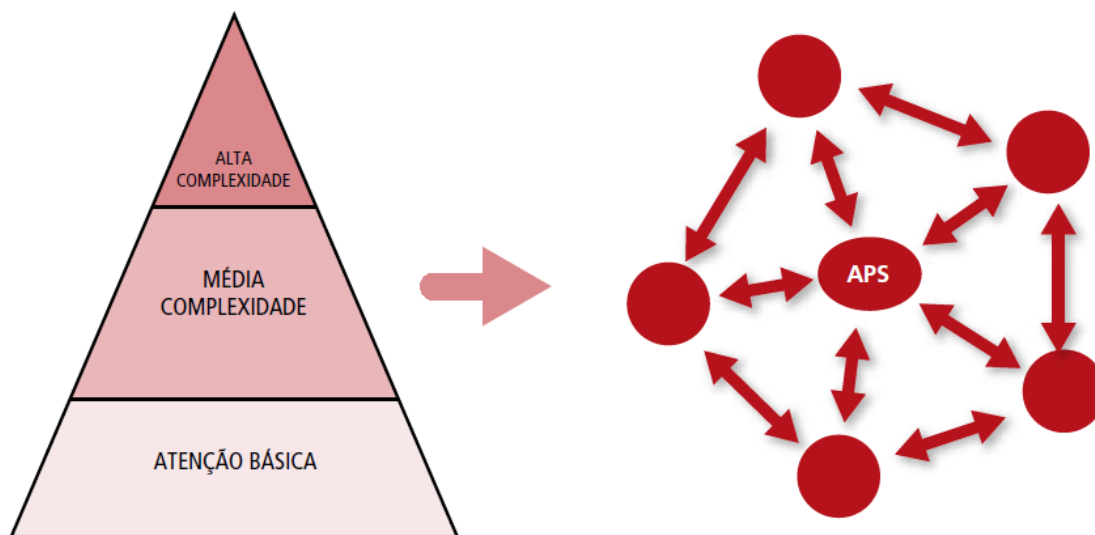 ALTA
COMPLEXIDADE
MÉDIA
COMPLEXIDADE
ATENÇÃO BÁSICA
APS